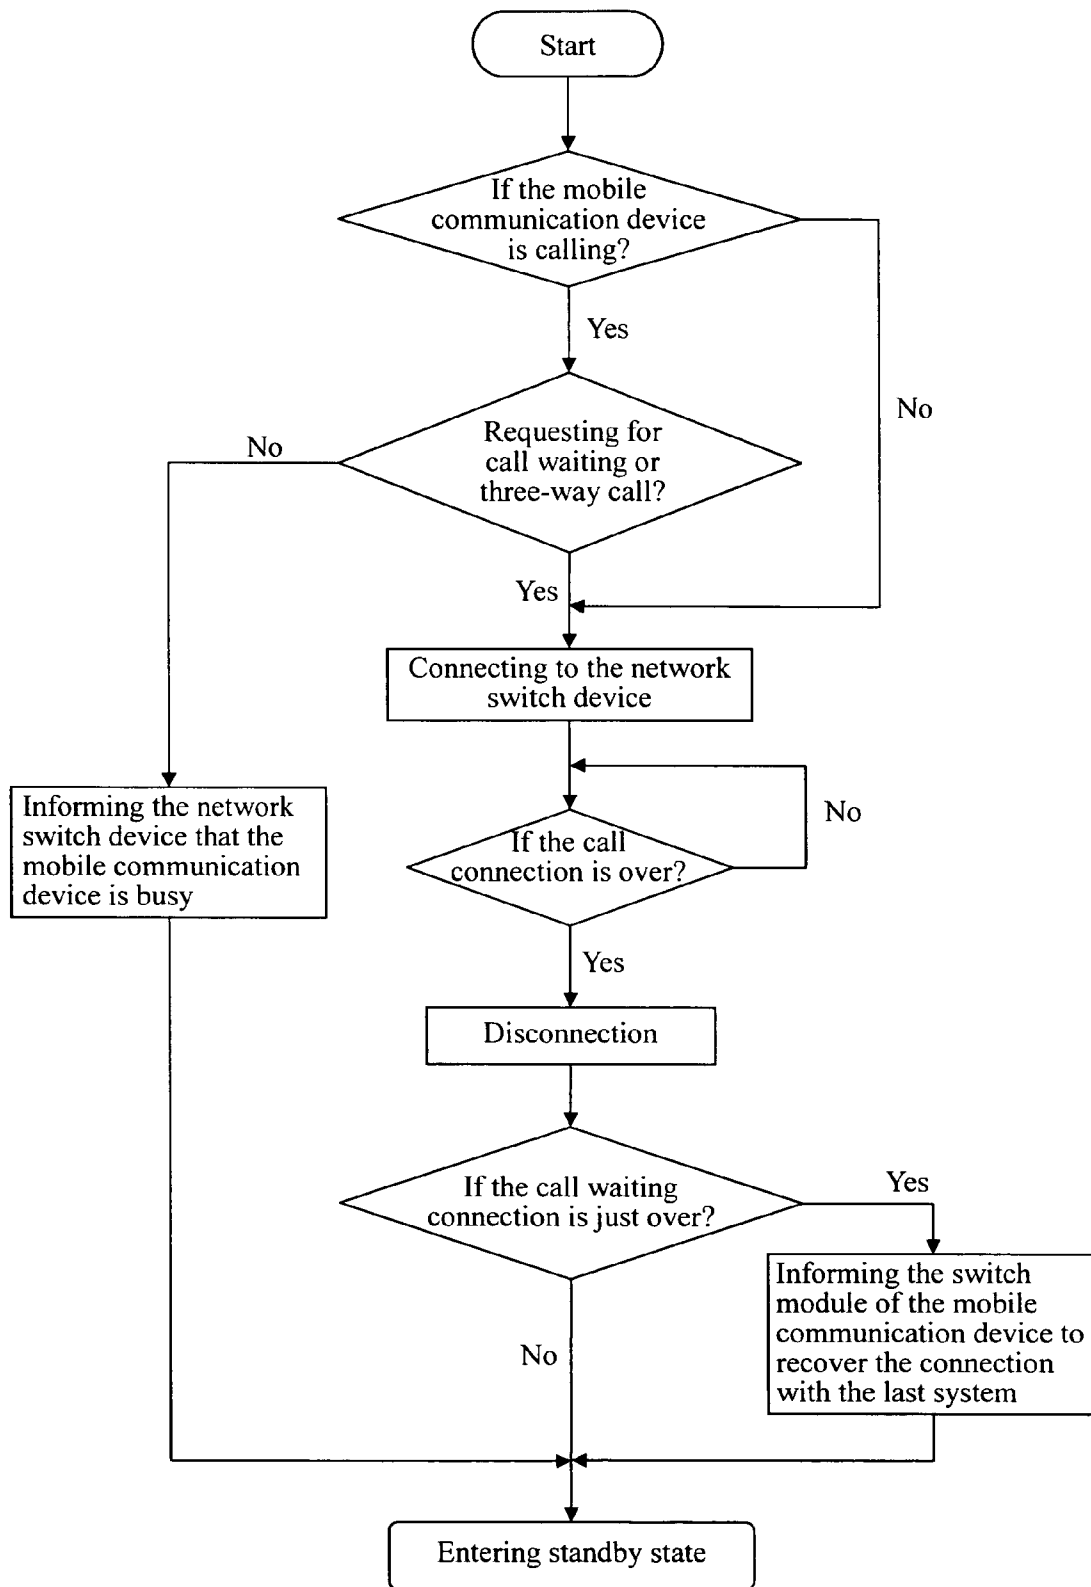 Start
If the mobile
communication device
is calling?
Yes
No
Requesting for
call waiting or
three-way call?
No
Yes
Connecting to the network
switch device
Informing the network
switch device that the
mobile communication
device is busy
If the call
connection is over?
No
Yes
Disconnection
If the call waiting
connection is just over?
Yes
Informing the switch
module of the mobile
communication device to
recover the connection
with the last system
No
Entering standby state